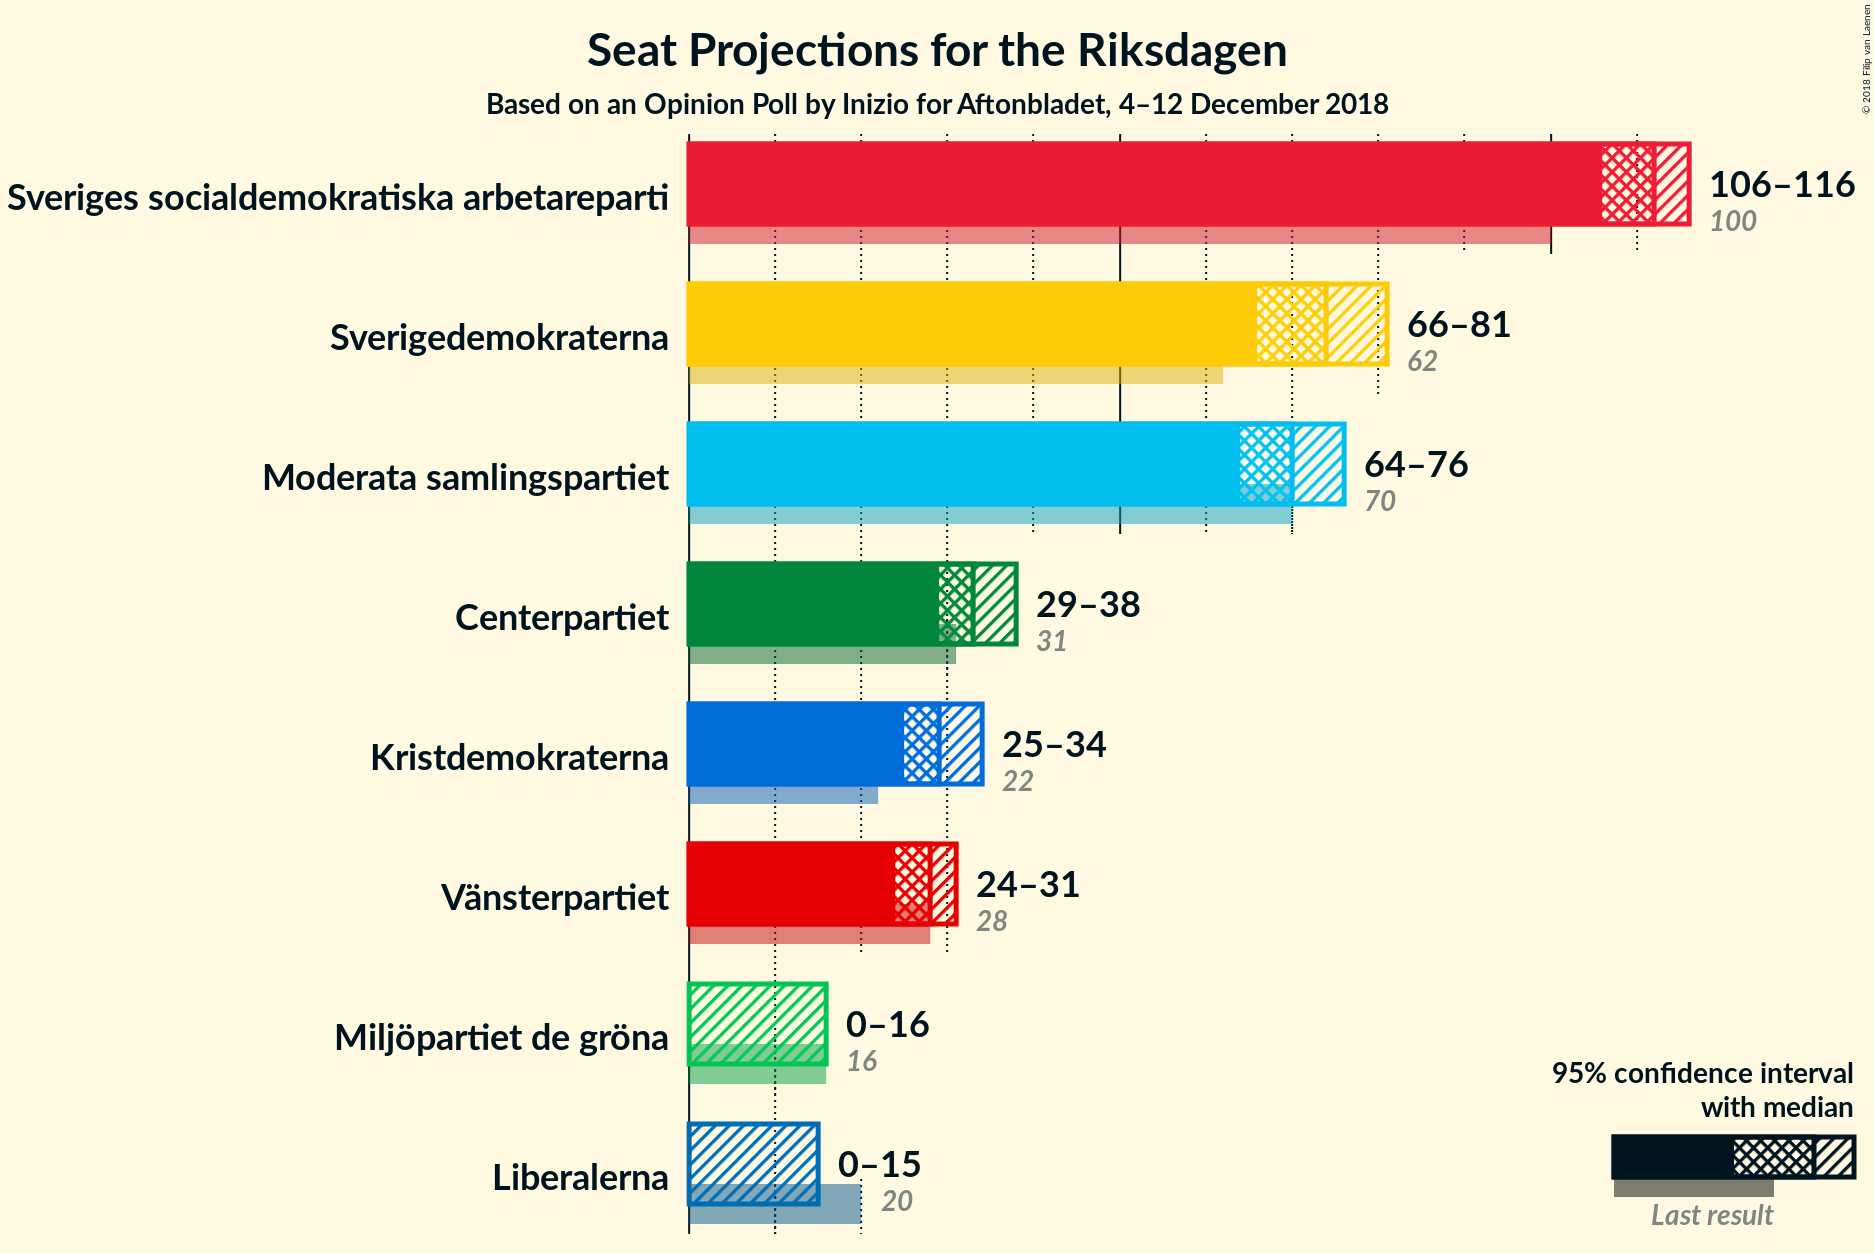 Seat Projections for the Riksdagen
Based on an Opinion Poll by Inizio for Aftonbladet, 4–12 December 2018
© 2018 Filip van Laenen
Sveriges socialdemokratiska arbetareparti
106–116
100
Sverigedemokraterna
66–81
62
Moderata samlingspartiet
64–76
70
Centerpartiet
29–38
31
Kristdemokraterna
25–34
22
Vänsterpartiet
24–31
28
Miljöpartiet de gröna
0–16
16
Liberalerna
0–15
20
95% confidence interval
with median
Last result